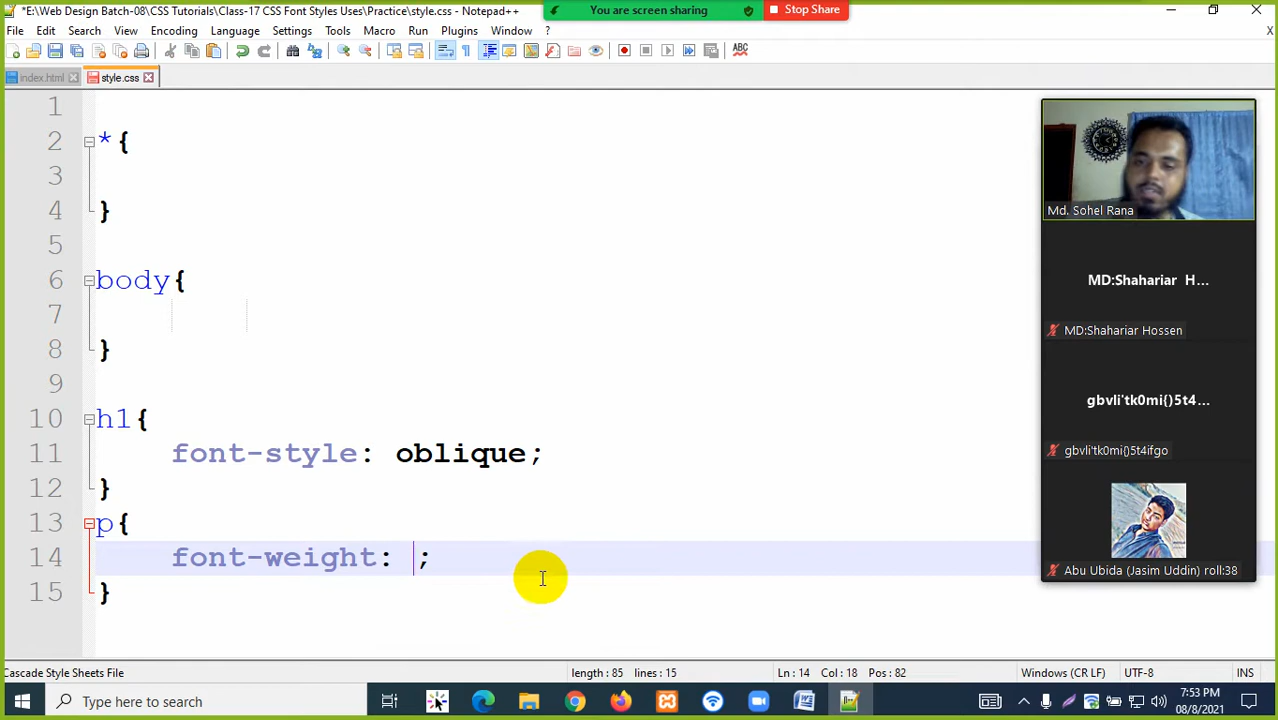 *E:\Web Design Batch-08\CSS Tutorials\Class-17 CSS Font Styles Uses\Practice\style.css - Notepad++
You are screen sharing
Stop Share
File Edit Search View Encoding Language Settings Tools Macro Run Plugins Window ?
X
ABC
index.html style.css
1
2 *{
3
4 }
5
6 body{
7
8 }
9
10 h1{
11 font-style: oblique;
12 }
13 p{
14 font-weight: ;
15 }
Md. Sohel Rana
MD:Shahariar H...
MD:Shahariar Hossen
gbvli'tk0mi{)5t4...
gbvli'tk0mi{)5t4ifgo
Abu Ubida (Jasim Uddin) roll:38
Cascade Style Sheets File length : 85 lines : 15 Ln : 14 Col : 18 Pos : 82 Windows (CR LF) UTF-8 INS
Type here to search
7:53 PM
08/8/2021